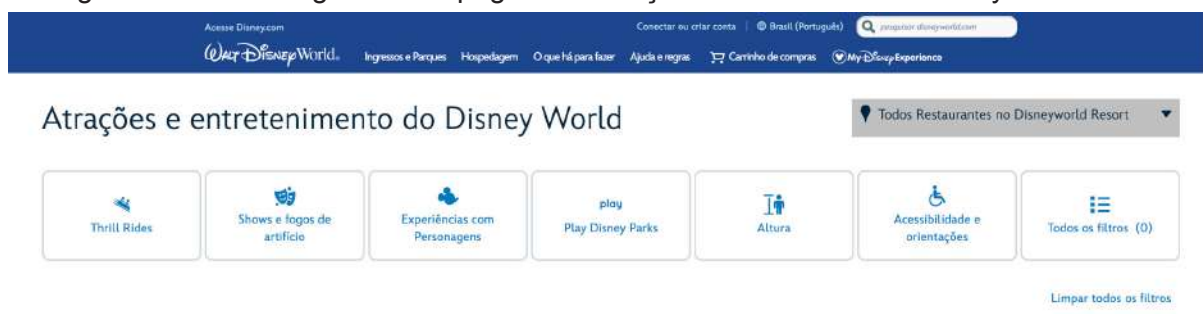 Acesse Disney.com
Conectar ou criar conta | Brasil (Português) pesquisar disneyworld.com
Walt Disney World. Ingressos e Parques Hospedagem O que há para fazer Ajuda e regras Carrinho de compras My Disney Experience
Atrações e entretenimento do Disney World
Todos Restaurantes no Disneyworld Resort
Thrill Rides
Shows e fogos de
artifício
Experiências com
Personagens
play
Play Disney Parks
Altura
Acessibilidade e
orientações
Todos os filtros (0)
Limpar todos os filtros